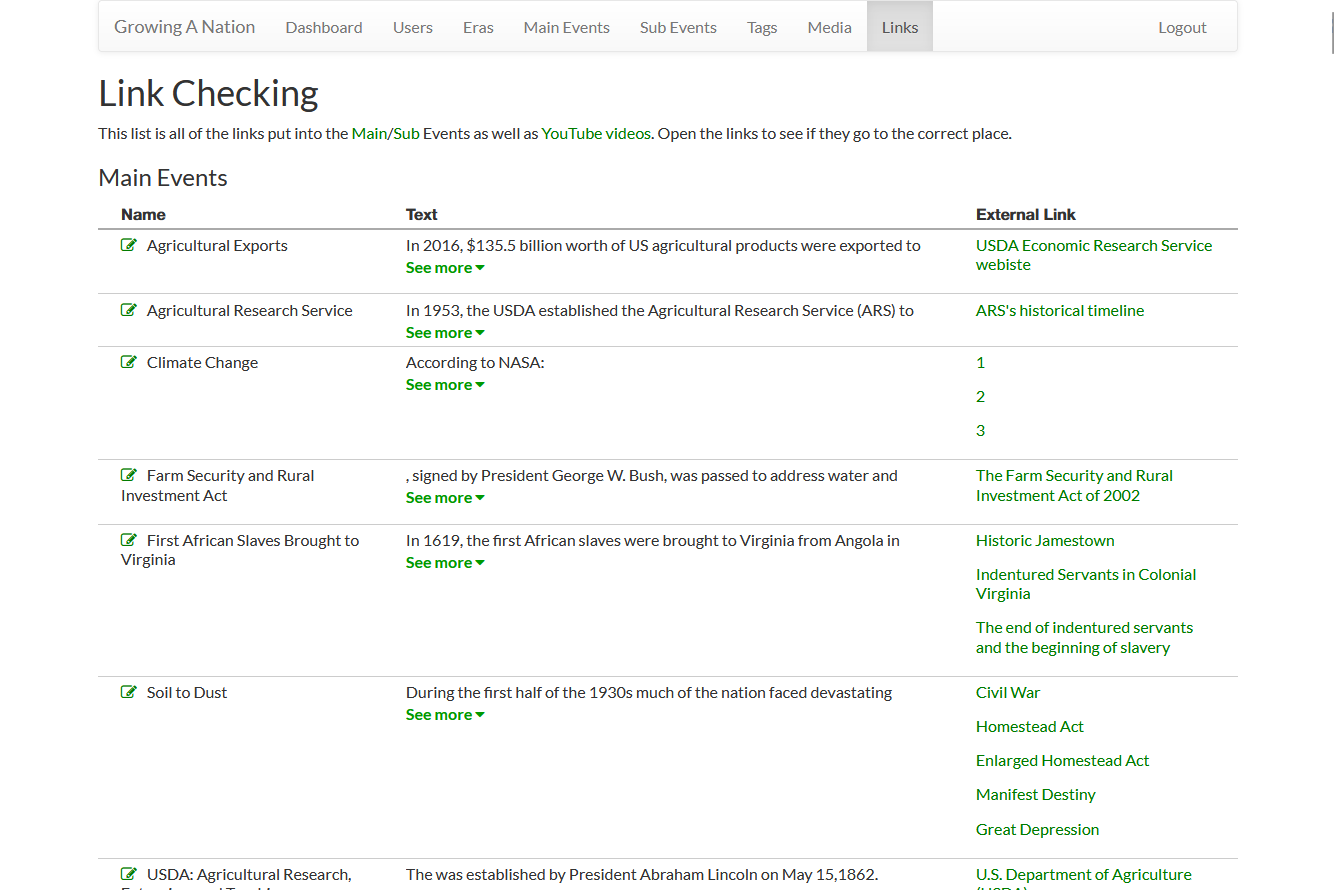 Growing A Nation Dashboard Users Eras Main Events Sub Events Tags Media Links Logout
Link Checking
This list is all of the links put into the Main/Sub Events as well as YouTube videos. Open the links to see if they go to the correct place.
Main Events
Name Text External Link
Agricultural Exports In 2016, $135.5 billion worth of US agricultural products were exported to USDA Economic Research Service
See more webiste
Agricultural Research Service In 1953, the USDA established the Agricultural Research Service (ARS) to ARS's historical timeline
See more
Climate Change According to NASA: 1
See more
2
3
Farm Security and Rural , signed by President George W. Bush, was passed to address water and The Farm Security and Rural
Investment Act See more Investment Act of 2002
First African Slaves Brought to In 1619, the first African slaves were brought to Virginia from Angola in Historic Jamestown
Virginia See more
Indentured Servants in Colonial
Virginia
The end of indentured servants
and the beginning of slavery
Soil to Dust During the first half of the 1930s much of the nation faced devastating Civil War
See more
Homestead Act
Enlarged Homestead Act
Manifest Destiny
Great Depression
USDA: Agricultural Research, The was established by President Abraham Lincoln on May 15,1862. U.S. Department of Agriculture